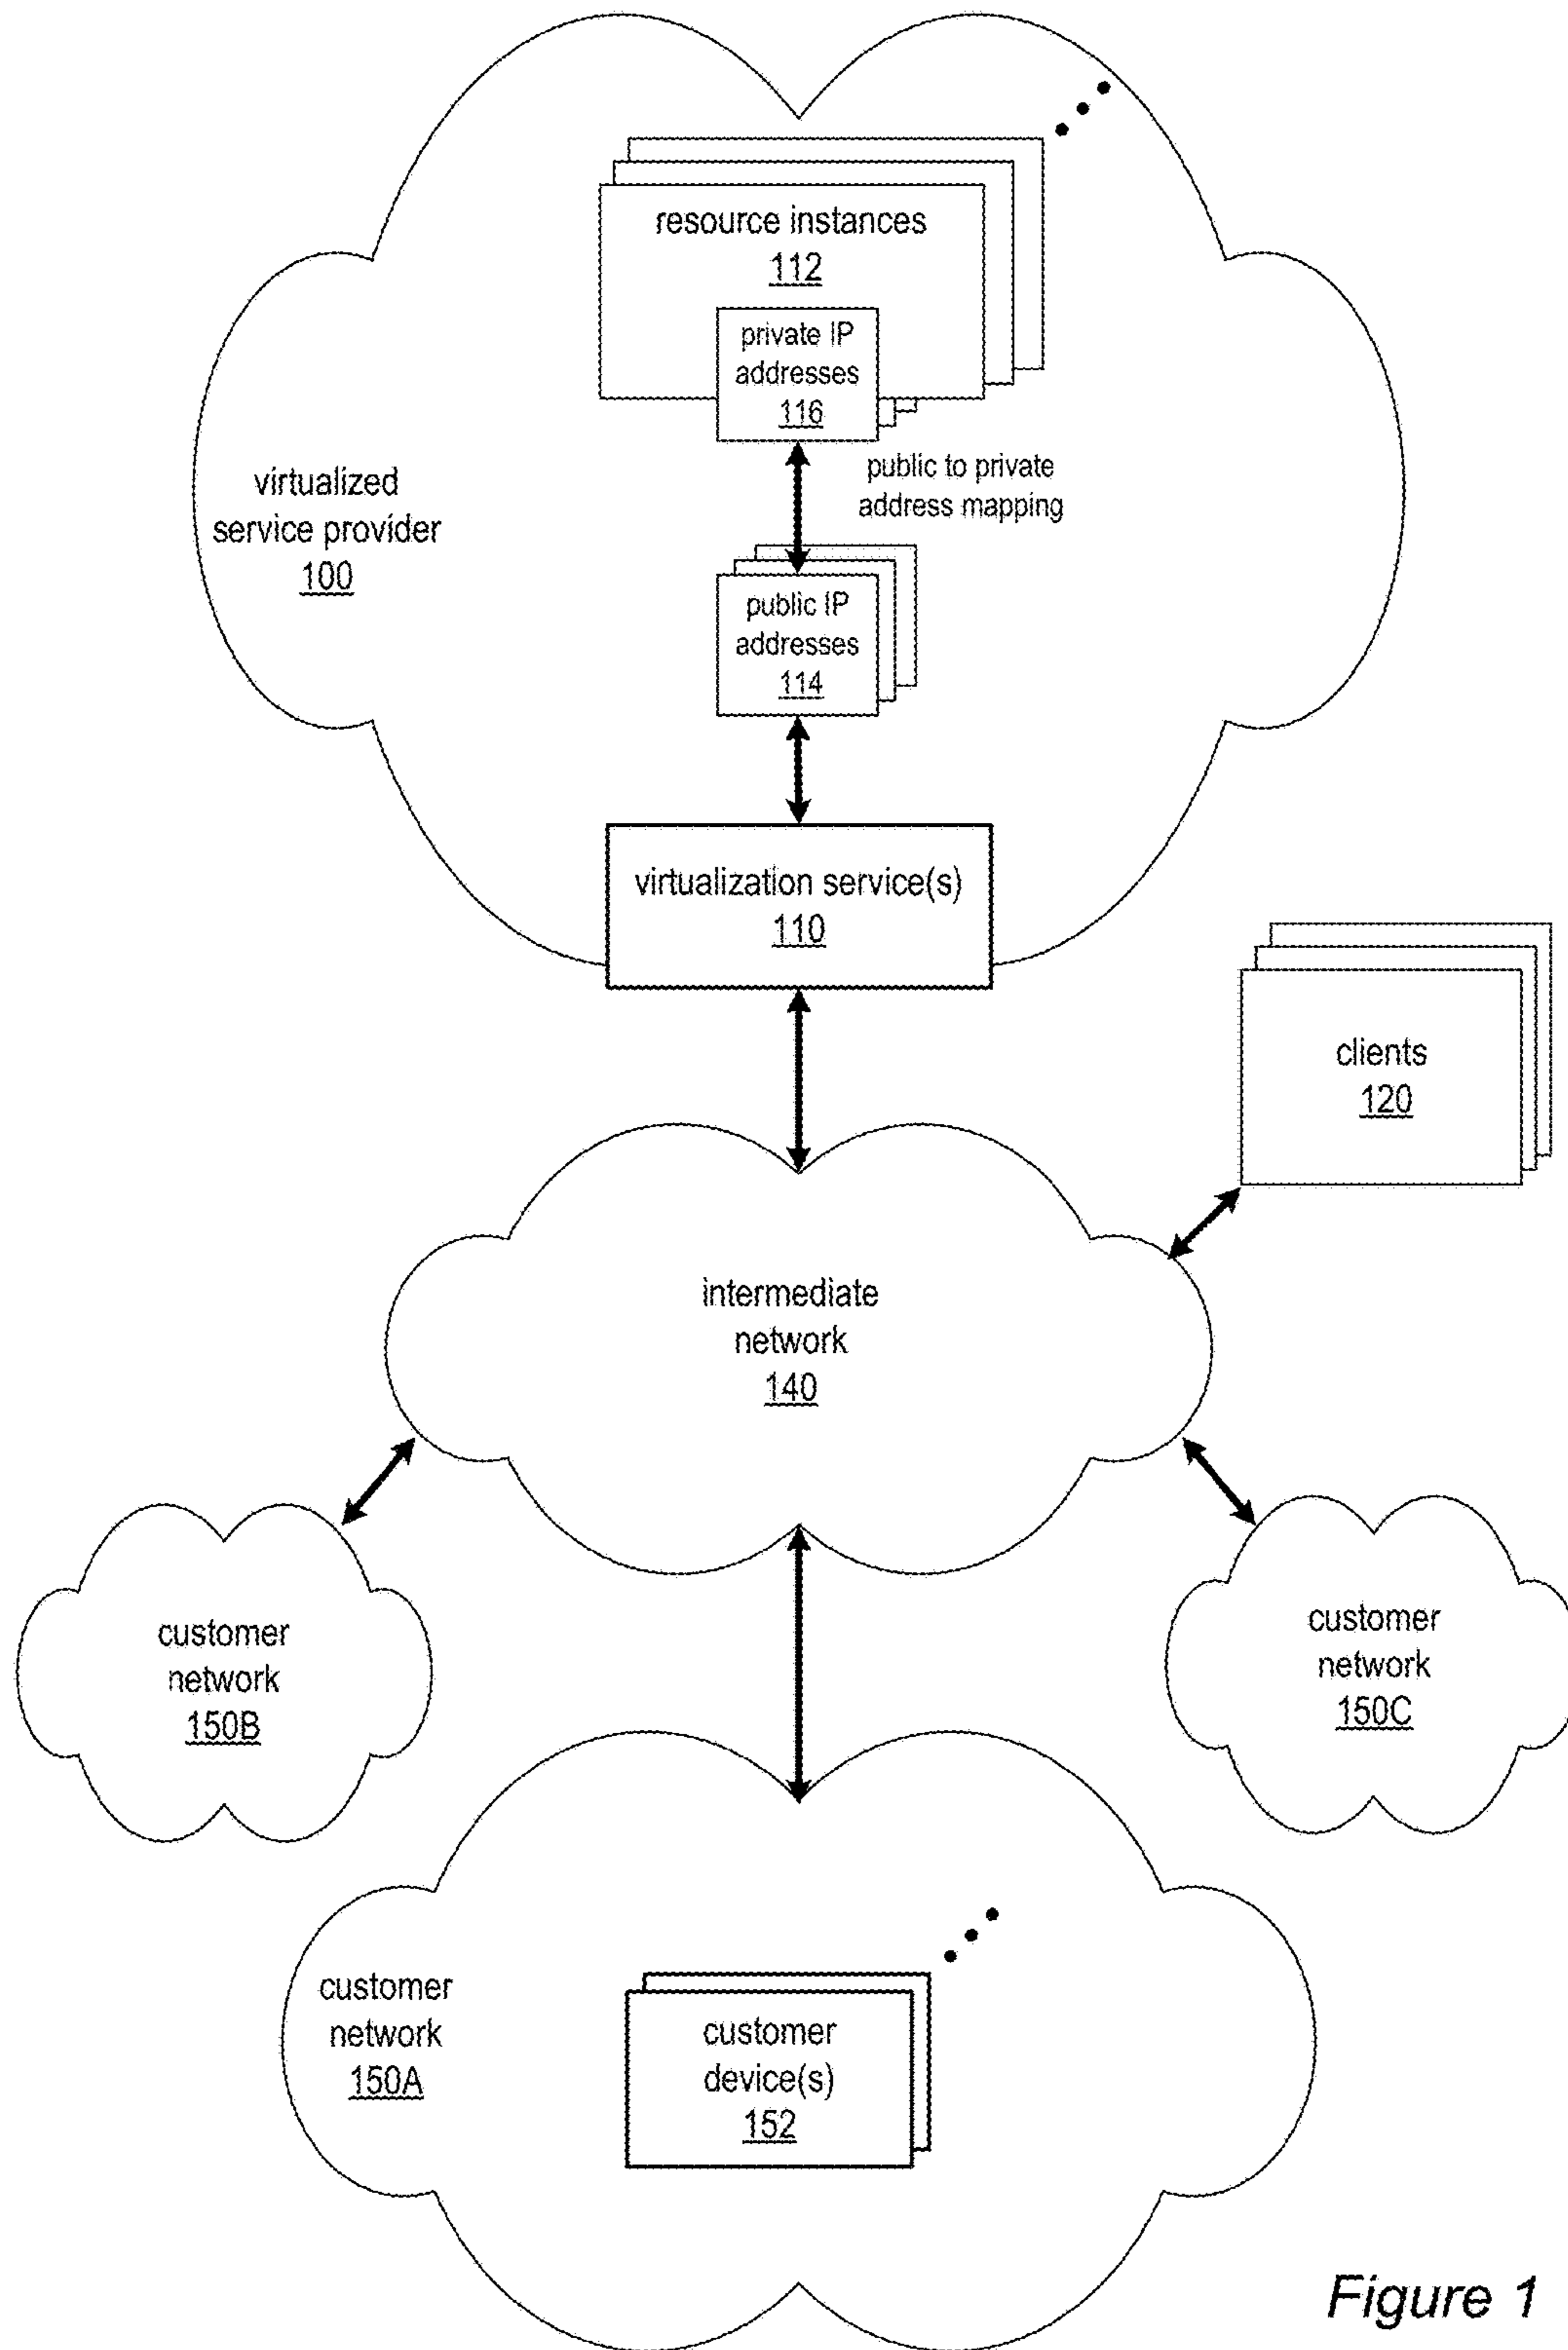 resource instances
112
private IP
addresses
116
public to private
address mapping
virtualized
service provider
100
public IP
addresses
114
virtualization service(s)
110
clients
120
intermediate
network
140
customer
network
150B
customer
network
150C
customer
network
150A
customer
device(s)
152
Figure 1